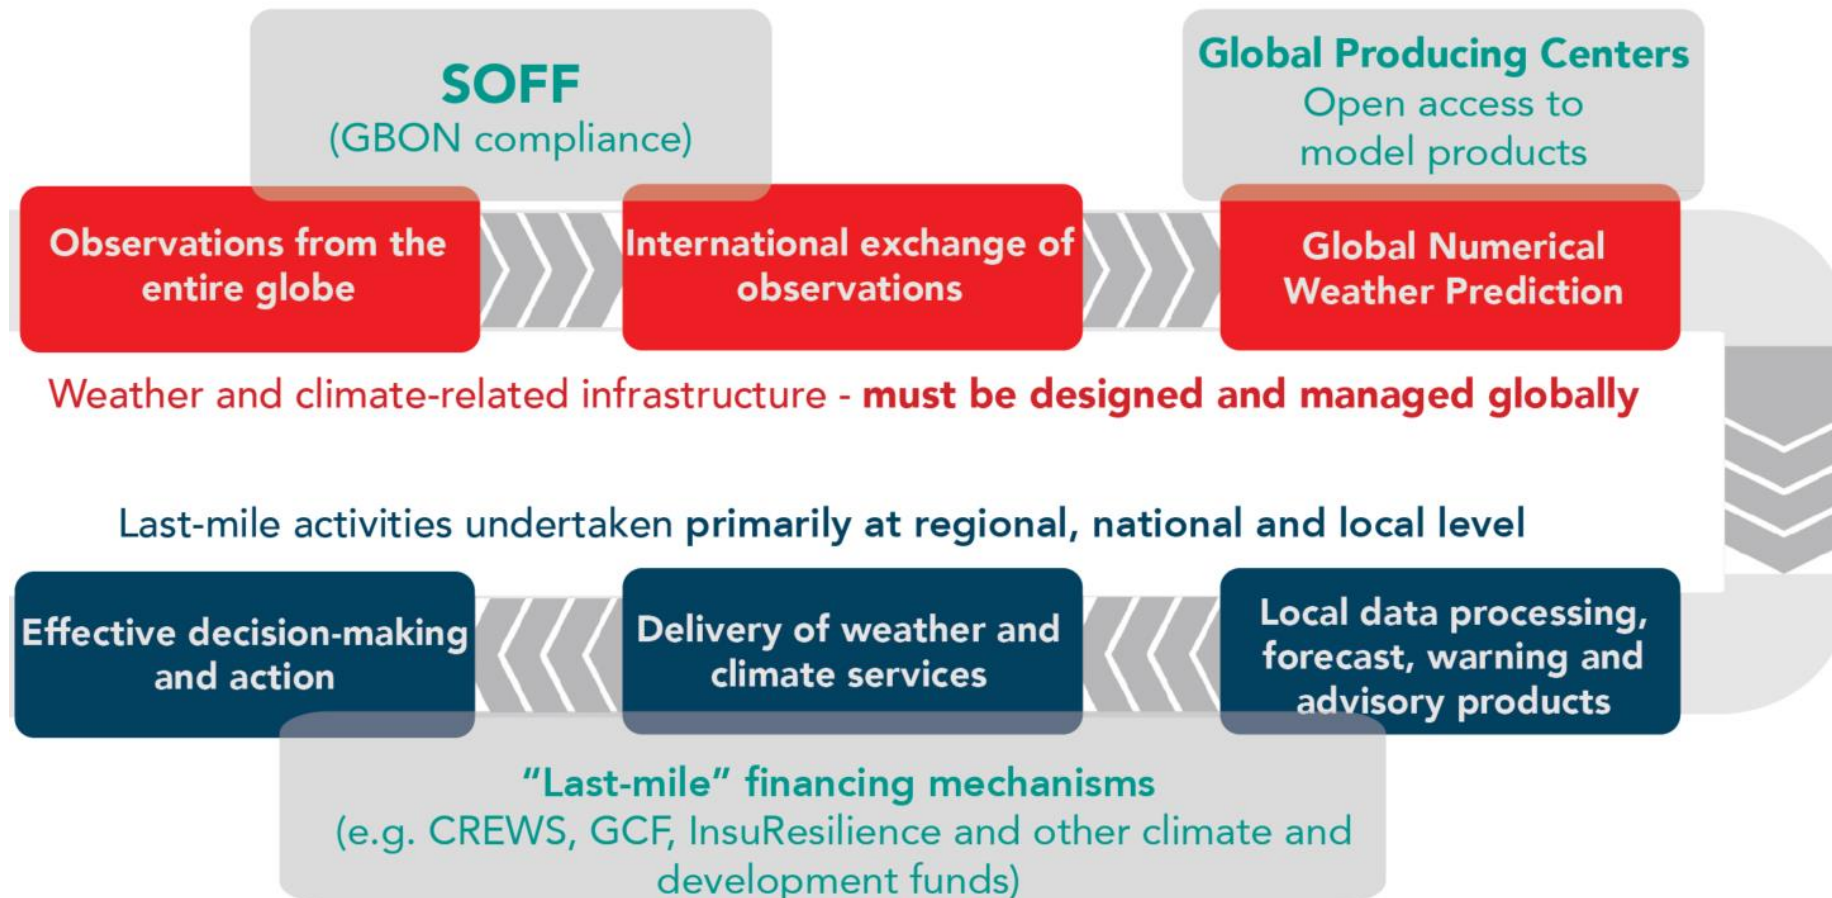 SOFF
(GBON compliance)
Global Producing Centers
Open access to
model products
Observations from the
entire globe
International exchange of
observations
Global Numerical
Weather Prediction
Weather and climate-related infrastructure - must be designed and managed globally
Last-mile activities undertaken primarily at regional, national and local level
Effective decision-making
and action
Delivery of weather and
climate services
Local data processing,
forecast, warning and
advisory products
“Last-mile” financing mechanisms
(e.g. CREWS, GCF, InsuResilience and other climate and
development funds)